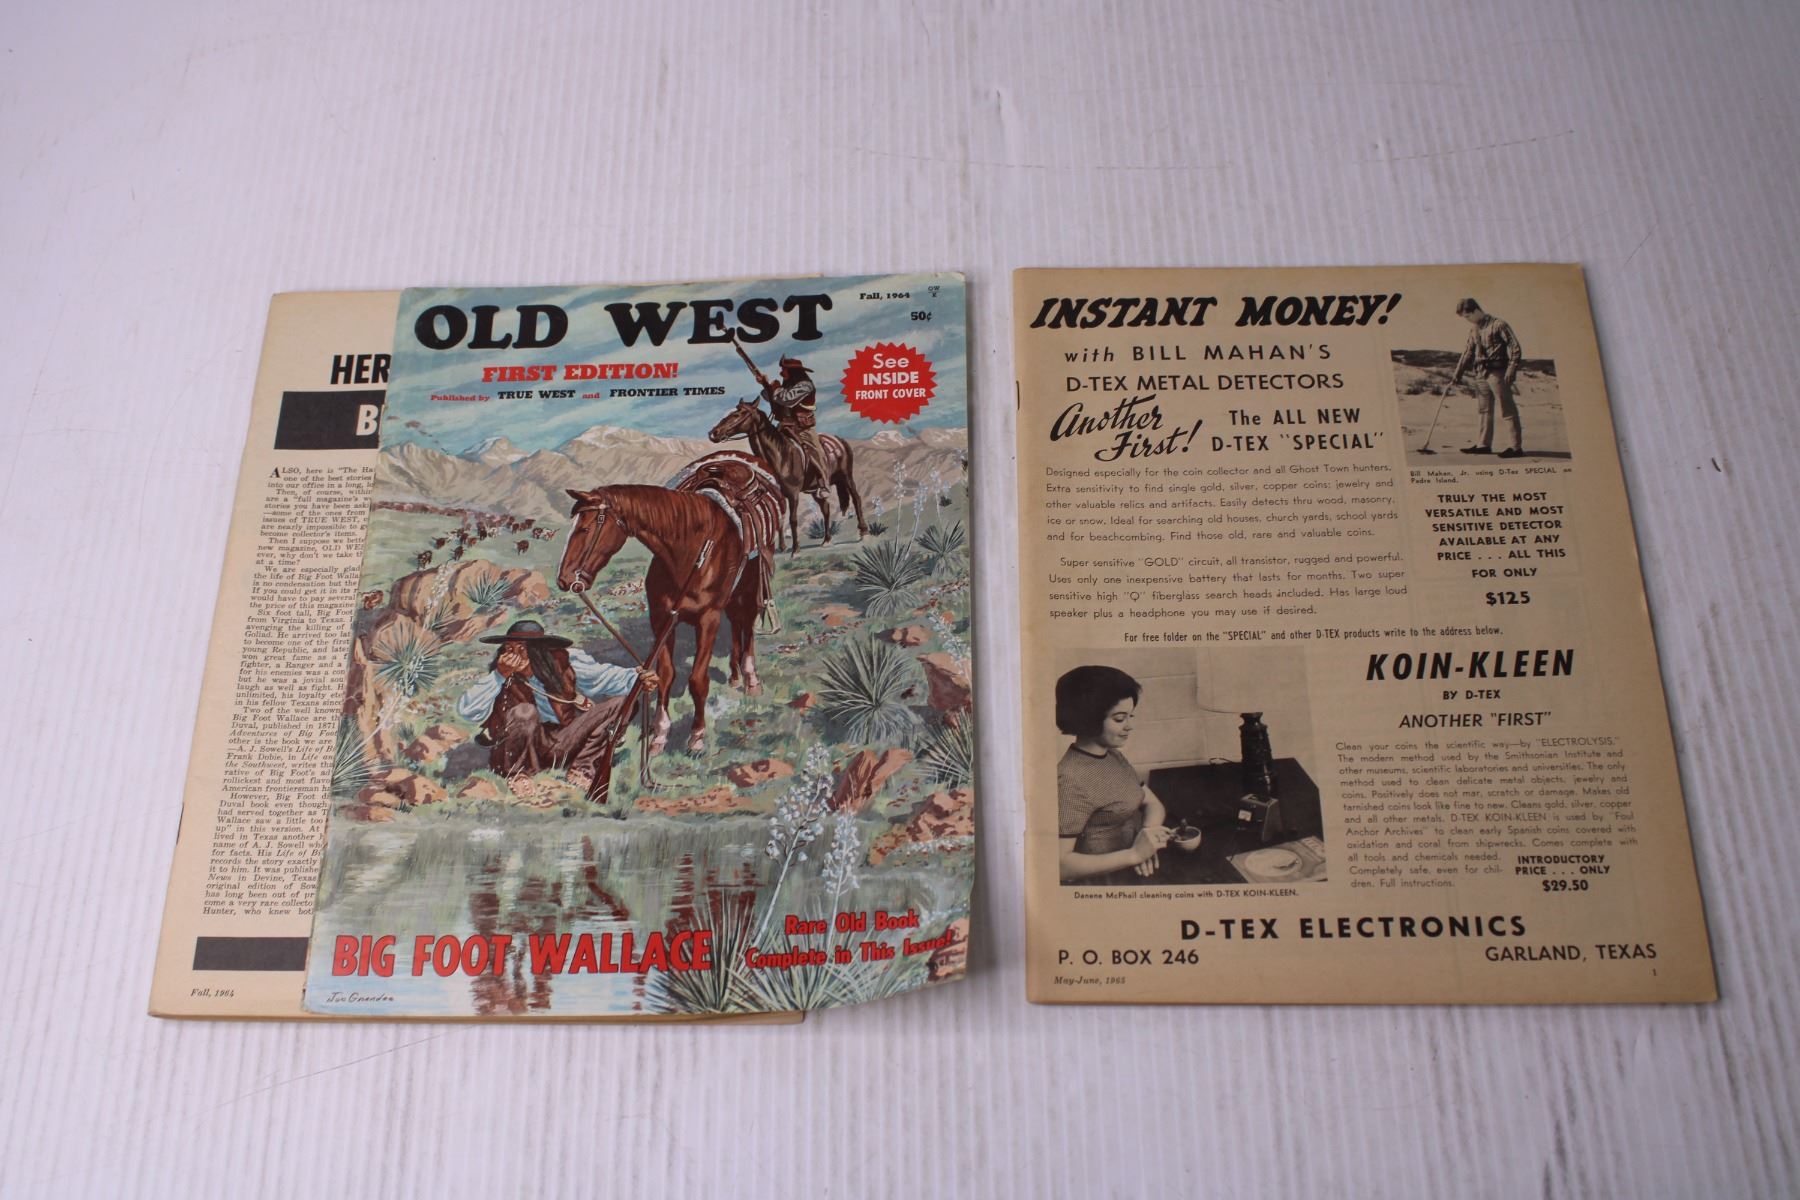 HER
B
ALSO, here is "The Ha
one of the best stories
into our office in a long, lo
Then, of course, within
are a "full magazine's w
stories you have been aski
—some of the ones from
issues of TRUE WEST, c
are nearly impossible to g
become collector's items.
Then I suppose we bette
new magazine, OLD WES
ever, why don't we take th
at a time?
We are especially glad
the life of Big Foot Walla
is no condensation but the
If you could get it in its r
would have to pay several
the price of this magazine
Six foot tall, Big Foot
from Virginia to Texas.
avenging the killing of
Goliad. He arrived too lat
to become one of the first
young Republic, and later
won great fame as a f
fighter, a Ranger and a
for his enemies was a con
but he was a jovial sou
laugh as well as fight. H
unlimited, his loyalty ete
in his fellow Texans since
Two of the well known
Big Foot Wallace are th
Duval, published in 1871
Adventures of Big Foot
other is the book we are
—A. J. Sowell's Life of Bi
Frank Dobie, in Life an
the Southwest, writes tha
rative of Big Foot's ad
rollickest and most flavo
American frontiersman ha
However, Big Foot di
Duval book even though
had served together as T
Wallace saw a little too
up" in this version. At
lived in Texas another
name of A. J. Sowell wh
for facts. His Life of Bi
records the story exactly
it to him. It was publishe
News in Devine, Texas
original edition of Sow
has long been out of pr
come a very rare collector
Hunter, who knew both
Fall, 1964
OLD WEST
Fall, 1964
OW
K
50¢
FIRST EDITION!
Published by TRUE WEST and FRONTIER TIMES
See
INSIDE
FRONT COVER
Rare Old Book
Complete in This Issue!
BIG FOOT WALLACE
Joe Grandee
INSTANT MONEY!
with BILL MAHAN'S
D-TEX METAL DETECTORS
Another
First!
The ALL NEW
D-TEX "SPECIAL"
Designed especially for the coin collector and all Ghost Town hunters.
Extra sensitivity to find single gold, silver, copper coins; jewelry and
other valuable relics and artifacts. Easily detects thru wood, masonry,
ice or snow. Ideal for searching old houses, church yards, school yards
and for beachcombing. Find those old, rare and valuable coins.
Super sensitive "GOLD" circuit, all transistor, rugged and powerful.
Uses only one inexpensive battery that lasts for months. Two super
sensitive high "Q" fiberglass search heads included. Has large loud
speaker plus a headphone you may use if desired.
Bill Mahan, Jr. using D-Tex SPECIAL on
Padre Island.
TRULY THE MOST
VERSATILE AND MOST
SENSITIVE DETECTOR
AVAILABLE AT ANY
PRICE . . . ALL THIS
FOR ONLY
$125
For free folder on the "SPECIAL" and other D-TEX products write to the address below.
KOIN-KLEEN
BY D-TEX
ANOTHER "FIRST"
Clean your coins the scientific way—by "ELECTROLYSIS."
The modern method used by the Smithsonian Institute and
other museums, scientific laboratories and universities. The only
method used to clean delicate metal objects, jewelry and
coins. Positively does not mar, scratch or damage. Makes old
tarnished coins look like fine to new. Cleans gold, silver, copper
and all other metals. D-TEX KOIN-KLEEN is used by "Foul
Anchor Archives" to clean early Spanish coins covered with
oxidation and coral from shipwrecks. Comes complete with
all tools and chemicals needed.
Completely safe, even for chil-
dren. Full instructions.
INTRODUCTORY
PRICE . . . ONLY
$29.50
Danene McPhail cleaning coins with D-TEX KOIN-KLEEN.
D-TEX ELECTRONICS
P. O. BOX 246
GARLAND, TEXAS
May-June, 1965
1